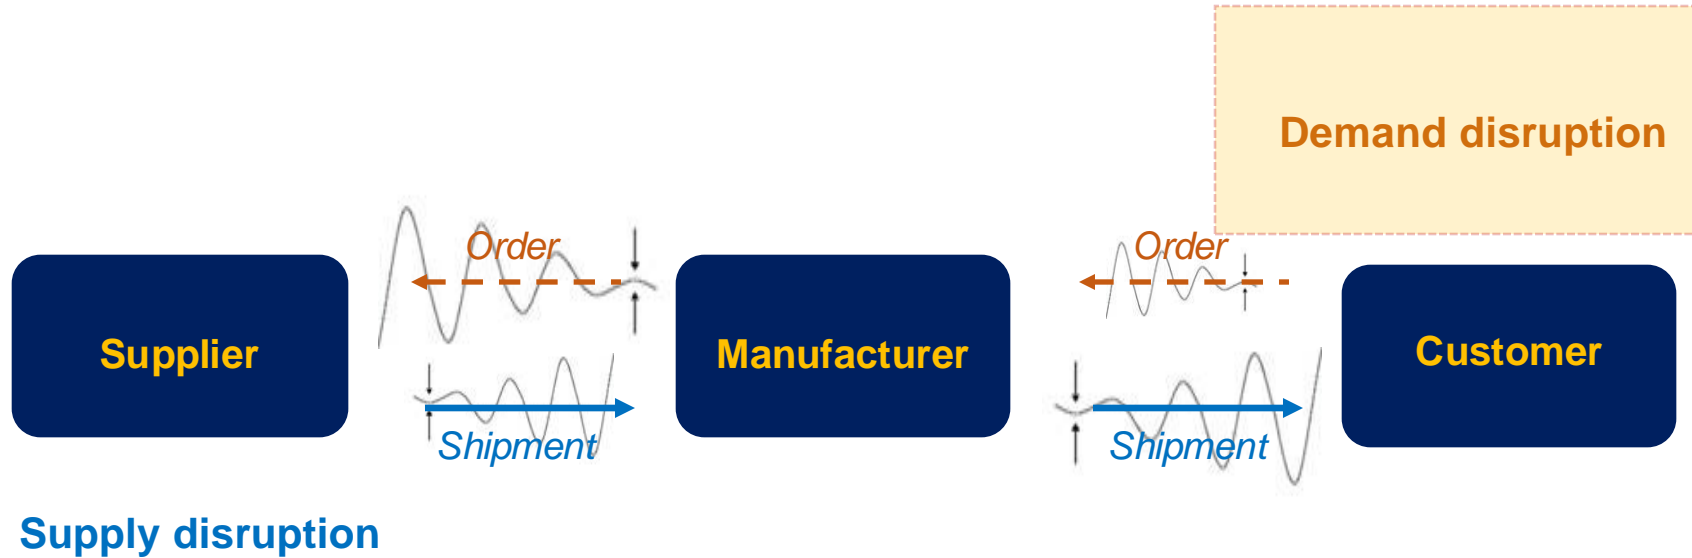 Demand disruption
Order
Order
Supplier
Manufacturer
Customer
Shipment
Shipment
Supply disruption